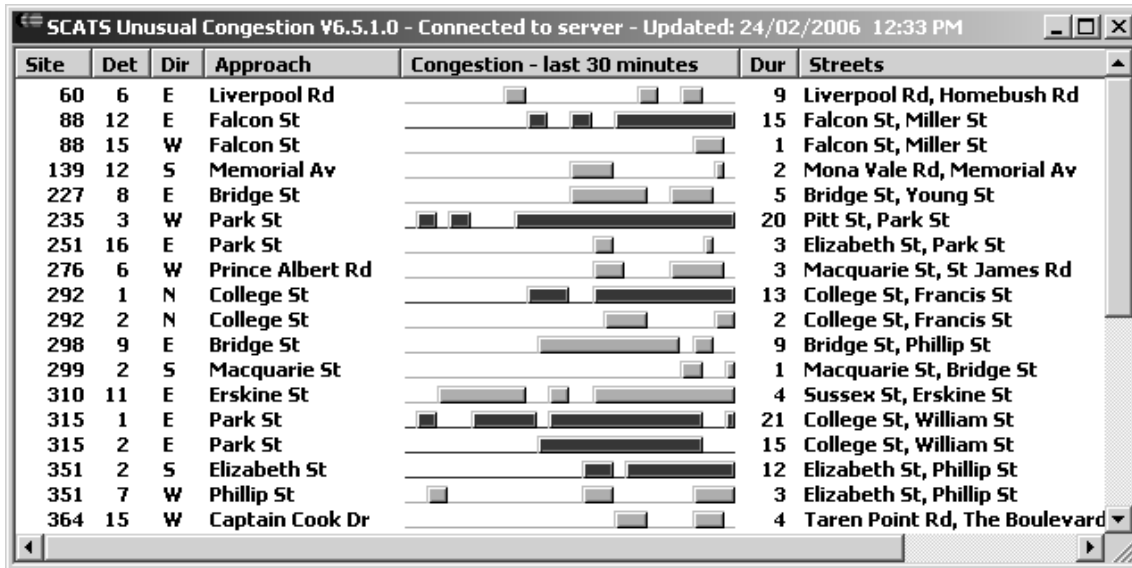 SCATS Unusual Congestion V6.5.1.0 - Connected to server - Updated: 24/02/2006 12:33 PM
Site Det Dir Approach Congestion - last 30 minutes Dur Streets
60 6 E Liverpool Rd 9 Liverpool Rd, Homebush Rd
88 12 E Falcon St 15 Falcon St, Miller St
88 15 W Falcon St 1 Falcon St, Miller St
139 12 S Memorial Av 2 Mona Vale Rd, Memorial Av
227 8 E Bridge St 5 Bridge St, Young St
235 3 W Park St 20 Pitt St, Park St
251 16 E Park St 3 Elizabeth St, Park St
276 6 W Prince Albert Rd 3 Macquarie St, St James Rd
292 1 N College St 13 College St, Francis St
292 2 N College St 2 College St, Francis St
298 9 E Bridge St 9 Bridge St, Phillip St
299 2 S Macquarie St 1 Macquarie St, Bridge St
310 11 E Erskine St 4 Sussex St, Erskine St
315 1 E Park St 21 College St, William St
315 2 E Park St 15 College St, William St
351 2 S Elizabeth St 12 Elizabeth St, Phillip St
351 7 W Phillip St 3 Elizabeth St, Phillip St
364 15 W Captain Cook Dr 4 Taren Point Rd, The Boulevard